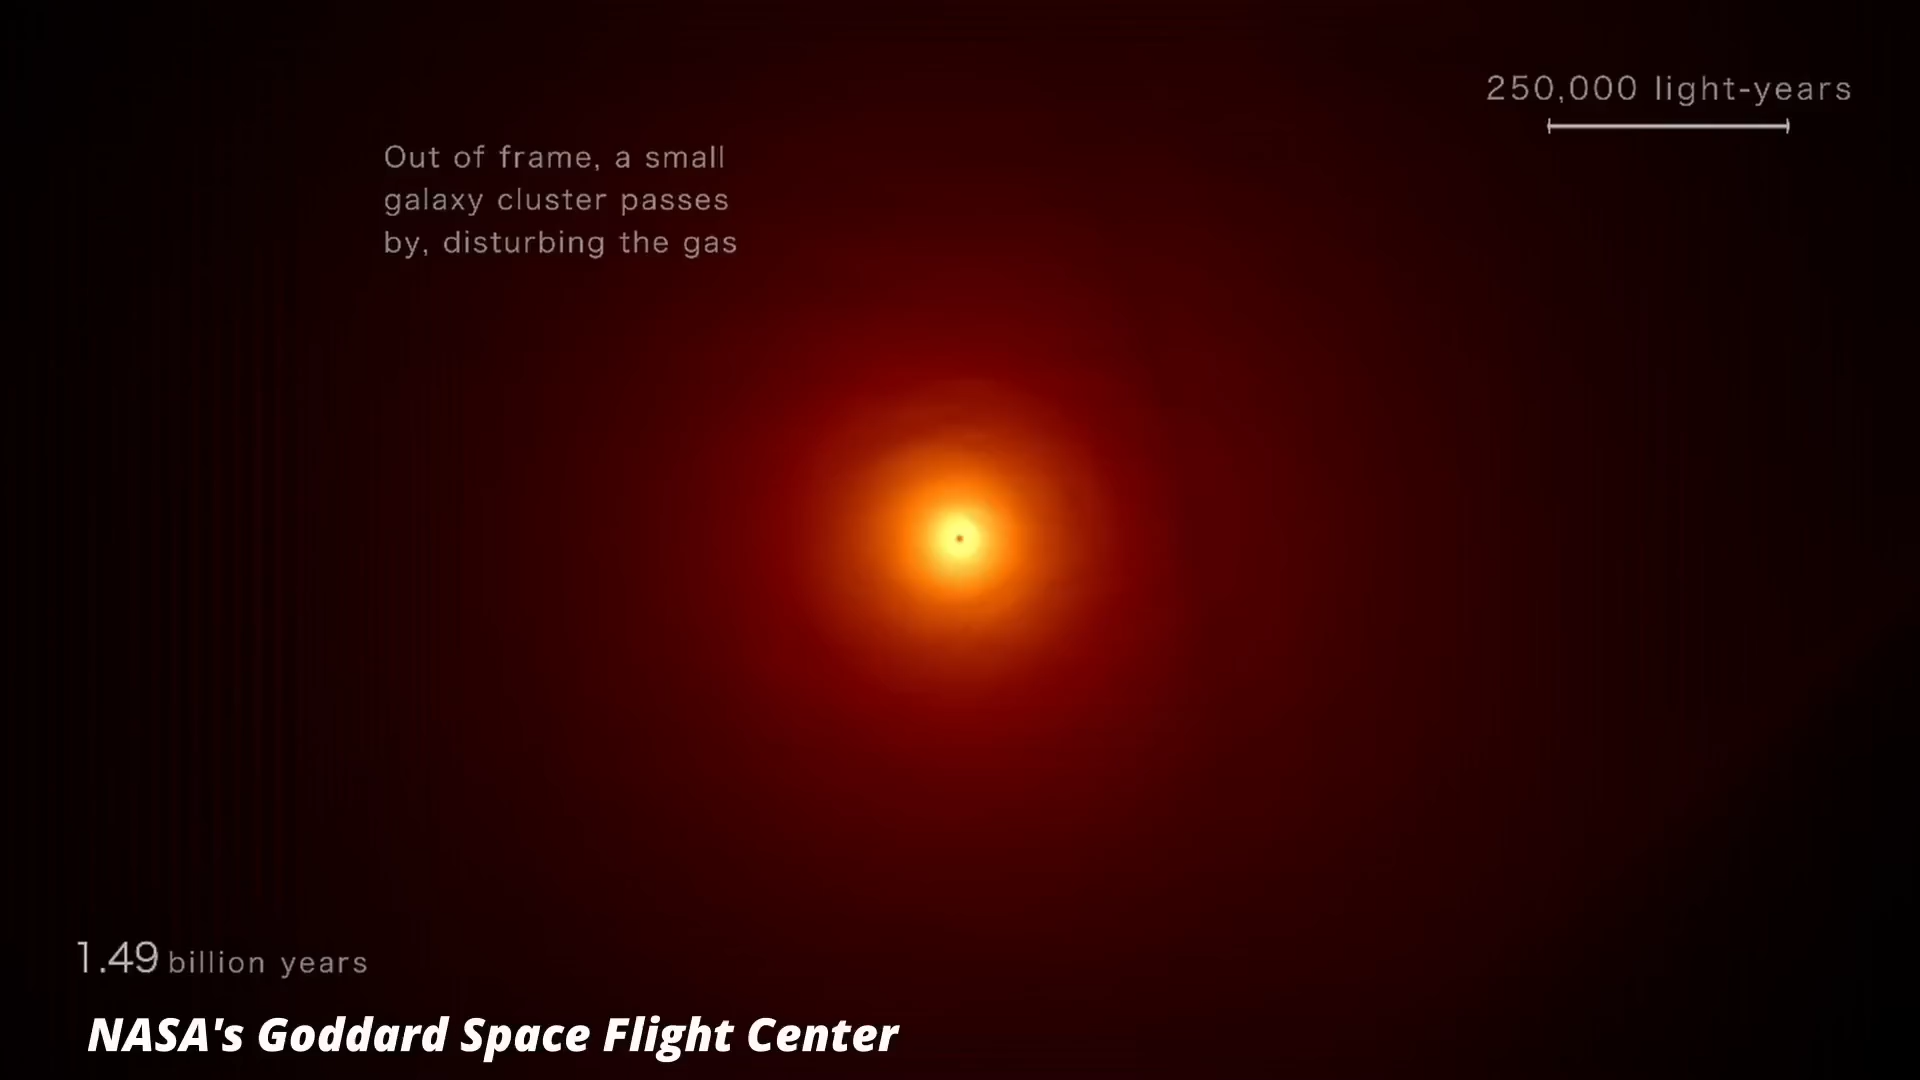 250,000 light-years
Out of frame, a small
galaxy cluster passes
by, disturbing the gas
1.49 billion years
NASA's Goddard Space Flight Center